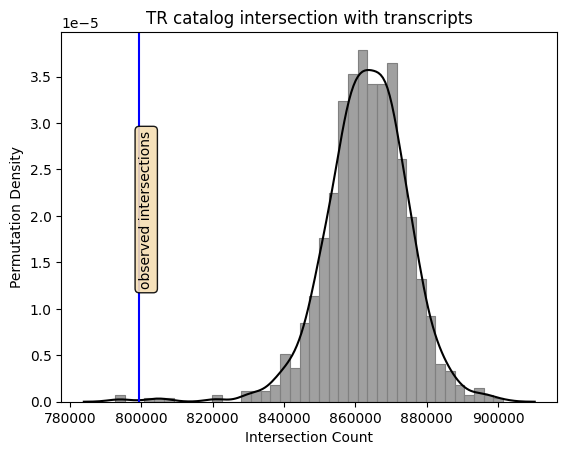 TR catalog intersection with transcripts
1e−5
3.5
3.0
2.5
2.0
1.5
1.0
0.5
0.0
Permutation Density
observed intersections
780000 800000 820000 840000 860000 880000 900000
Intersection Count